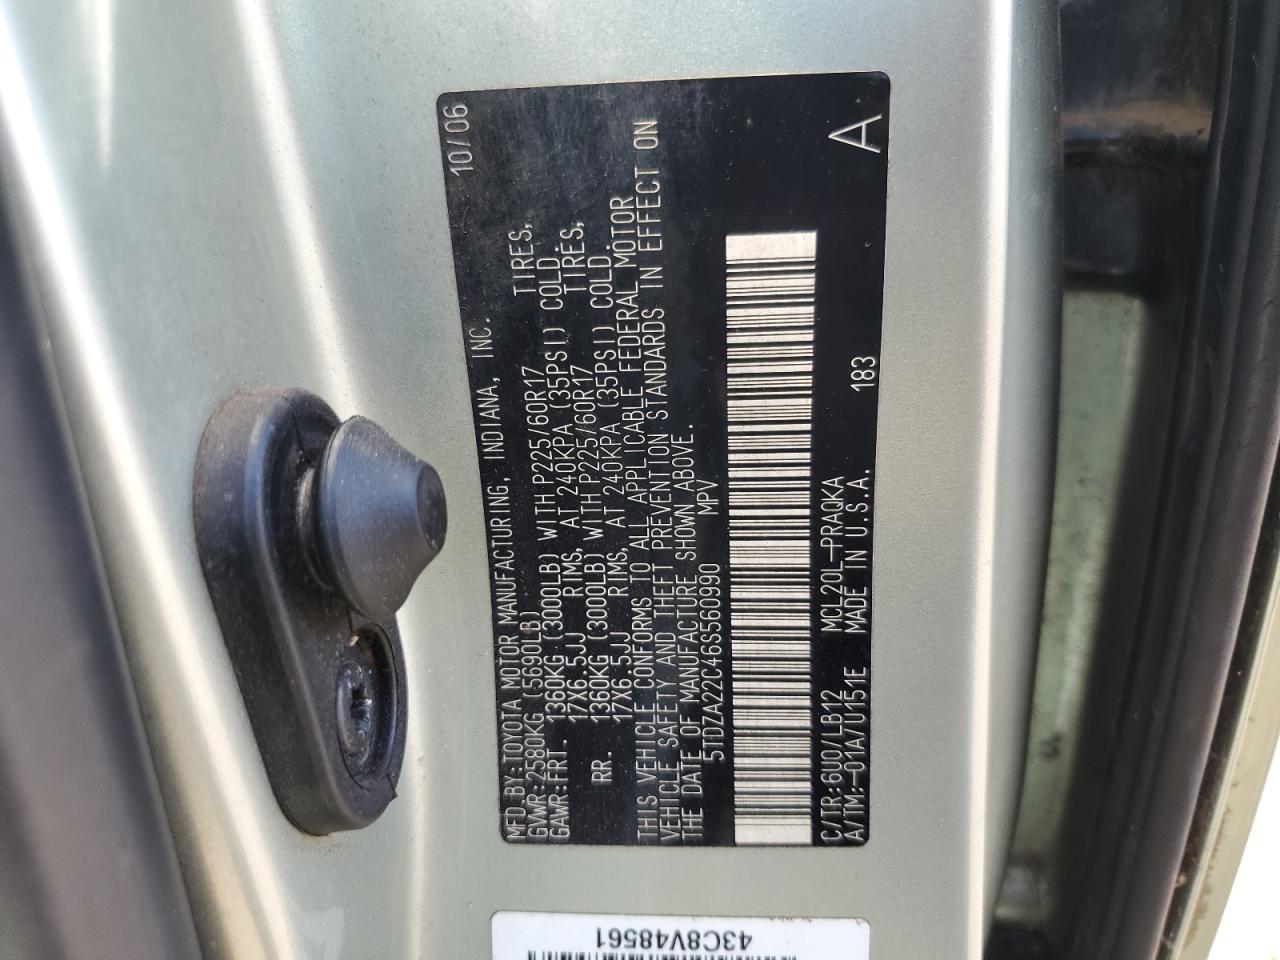 MFD.BY:TOYOTA MOTOR MANUFACTURING, INDIANA, INC. 10/06
GVWR:2580KG (5690LB)
GAWR:FRT. 1360KG (3000LB) WITH P225/60R17 TIRES,
17X6.5JJ RIMS, AT 240KPA (35PSI) COLD.
RR. 1360KG (3000LB) WITH P225/60R17 TIRES,
17X6.5JJ RIMS, AT 240KPA (35PSI) COLD.
THIS VEHICLE CONFORMS TO ALL APPLICABLE FEDERAL MOTOR
VEHICLE SAFETY AND THEFT PREVENTION STANDARDS IN EFFECT ON
THE DATE OF MANUFACTURE SHOWN ABOVE.
5TDZA22C46S560990 MPV
C/TR:6U0/LB12 MCL20L-PRAQKA
A/TM:-01A/U151E MADE IN U.S.A. 183 A
43C8V48561